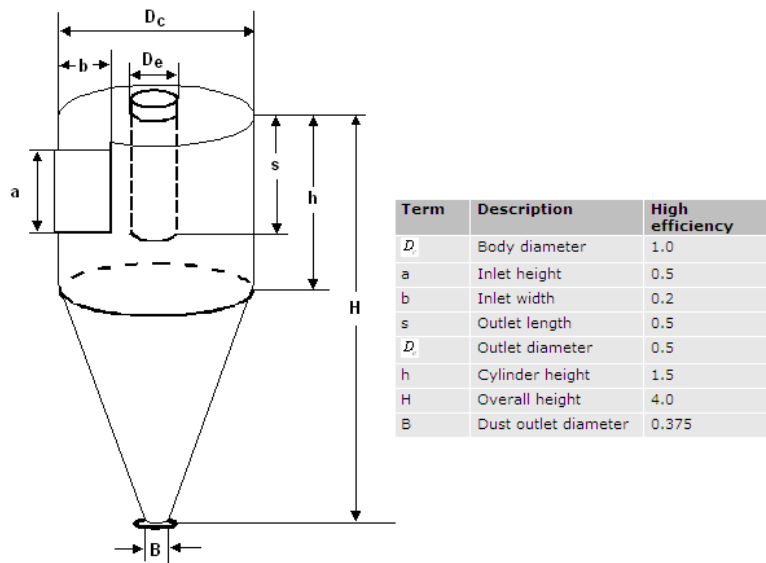 Dc
b
De
a
s
h
H
B
Term Description High efficiency
Dc Body diameter 1.0
a Inlet height 0.5
b Inlet width 0.2
s Outlet length 0.5
D Outlet diameter 0.5
h Cylinder height 1.5
H Overall height 4.0
B Dust outlet diameter 0.375